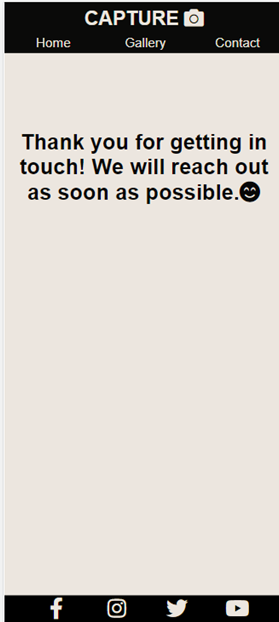 CAPTURE
Home Gallery Contact
Thank you for getting in
touch! We will reach out
as soon as possible.